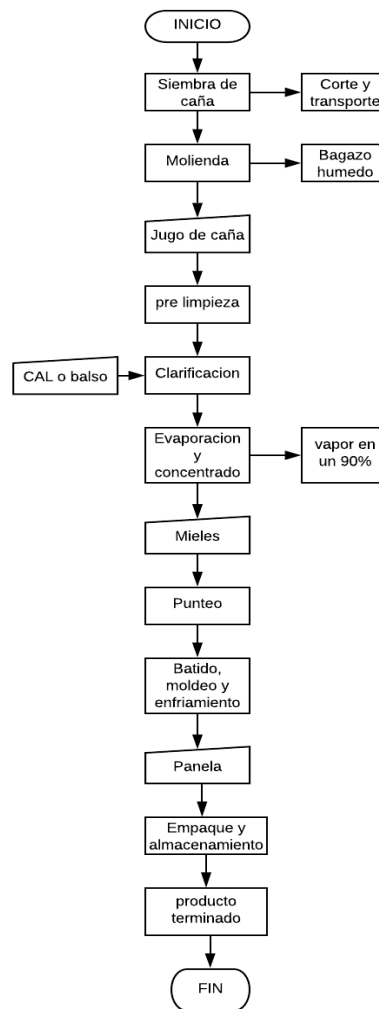 INICIO
Siembra de
caña
Corte y
transporte
Molienda
Bagazo
humedo
Jugo de caña
pre limpieza
CAL o balso
Clarificacion
Evaporacion
y
concentrado
vapor en
un 90%
Mieles
Punteo
Batido,
moldeo y
enfriamiento
Panela
Empaque y
almacenamiento
producto
terminado
FIN